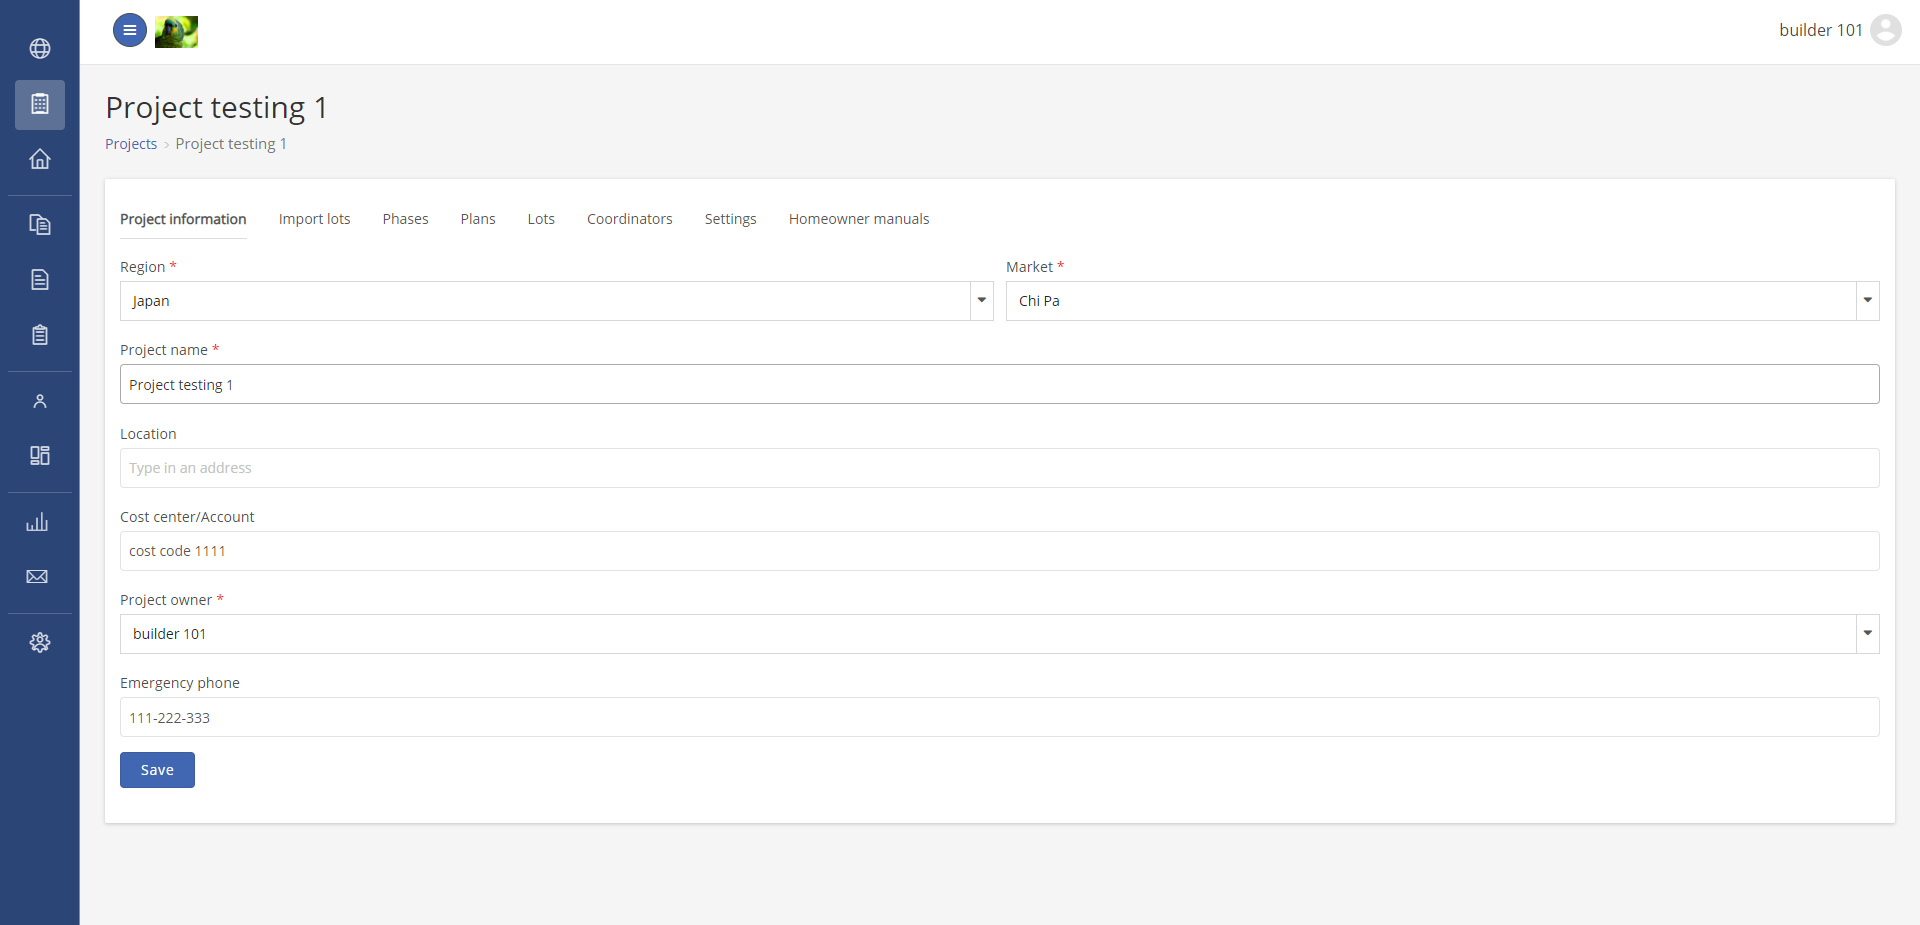 builder 101
Project testing 1
Projects › Project testing 1
Project information Import lots Phases Plans Lots Coordinators Settings Homeowner manuals
Region * Market *
Japan Chi Pa
Project name *
Project testing 1
Location
Type in an address
Cost center/Account
cost code 1111
Project owner *
builder 101
Emergency phone
111-222-333
Save